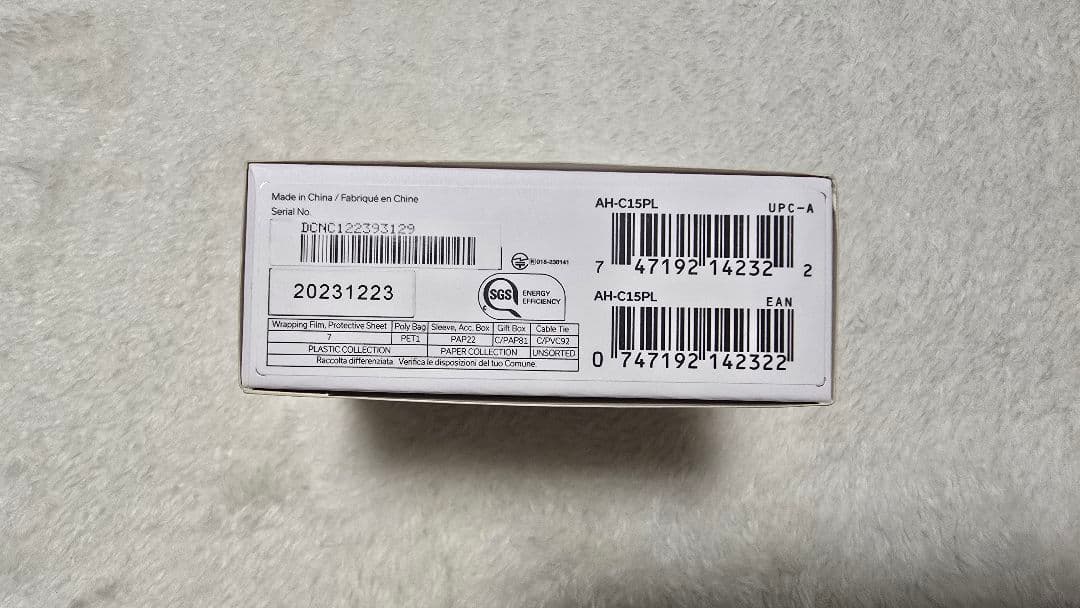 Made in China / Fabriqué en Chine
Serial No.
DCNC122393129
R 018-230141
20231223
SGS ENERGY
EFFICIENCY
Wrapping Film, Protective Sheet Poly Bag Sleeve, Acc. Box Gift Box Cable Tie
7 PET1 PAP22 C/PAP81 C/PVC92
PLASTIC COLLECTION PAPER COLLECTION UNSORTED
Raccolta differenziata. Verifica le disposizioni del tuo Comune.
AH-C15PL UPC-A
7 47192 14232 2
AH-C15PL EAN
0 747192 142322